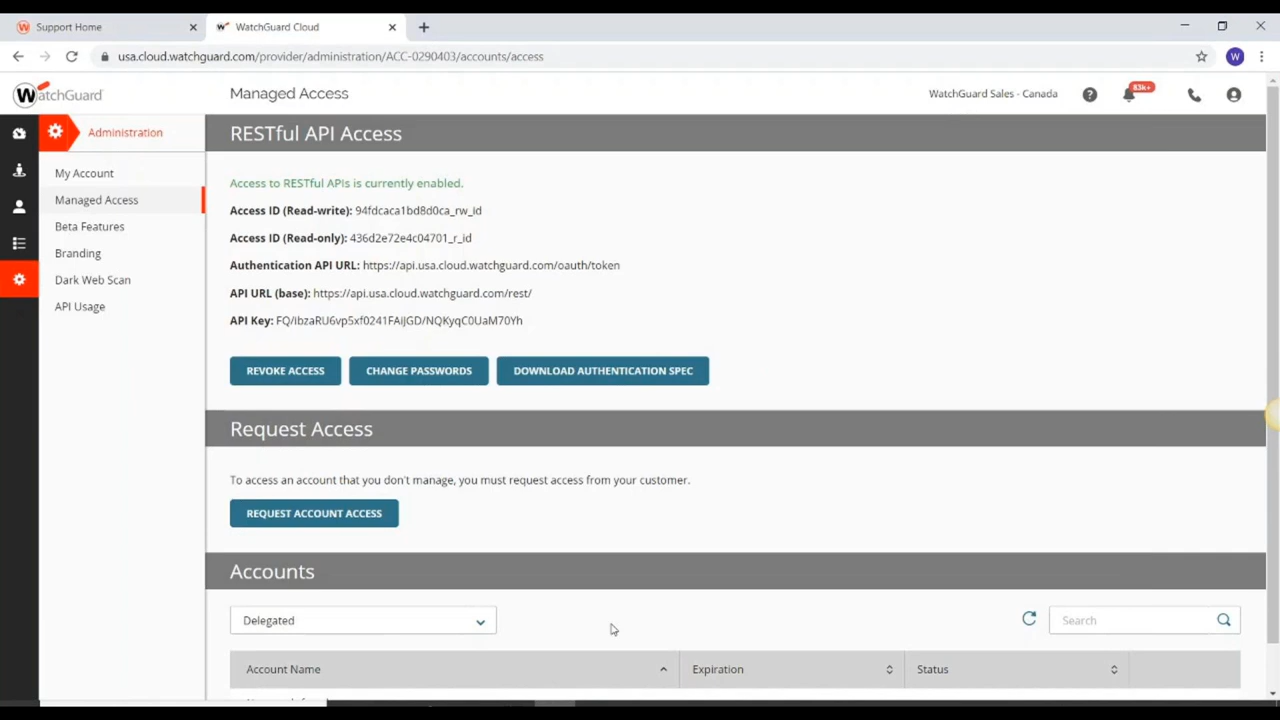 Support Home
WatchGuard Cloud
usa.cloud.watchguard.com/provider/administration/ACC-0290403/accounts/access
W
WatchGuard
Managed Access
WatchGuard Sales - Canada
83k+
Administration
My Account
Managed Access
Beta Features
Branding
Dark Web Scan
API Usage
RESTful API Access
Access to RESTful APIs is currently enabled.
Access ID (Read-write): 94fdcaca1bd8d0ca_rw_id
Access ID (Read-only): 436d2e72e4c04701_r_id
Authentication API URL: https://api.usa.cloud.watchguard.com/oauth/token
API URL (base): https://api.usa.cloud.watchguard.com/rest/
API Key: FQ/ibzaRU6vp5xf0241FAiJGD/NQKyqC0UaM70Yh
REVOKE ACCESS
CHANGE PASSWORDS
DOWNLOAD AUTHENTICATION SPEC
Request Access
To access an account that you don't manage, you must request access from your customer.
REQUEST ACCOUNT ACCESS
Accounts
Delegated
Search
Account Name
Expiration
Status